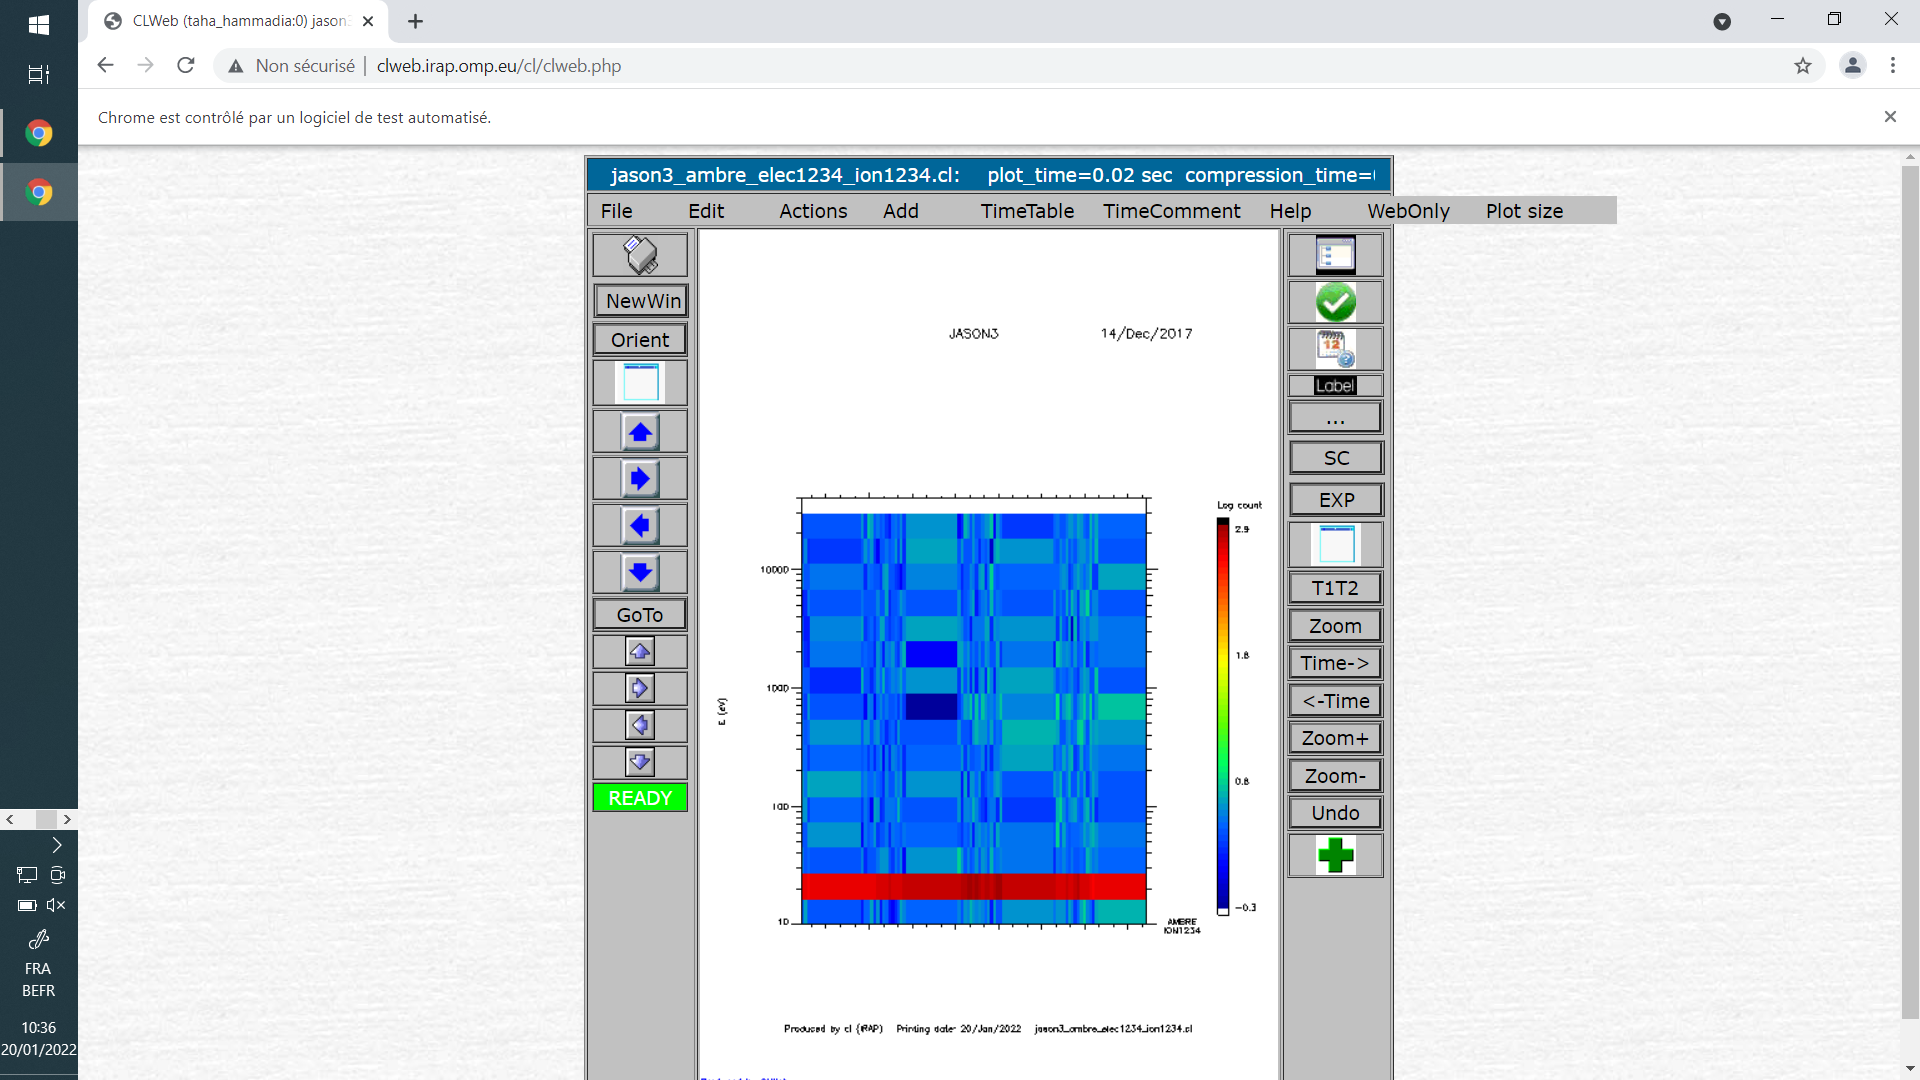 CLWeb (taha_hammadia:0) jason3
Non sécurisé | clweb.irap.omp.eu/cl/clweb.php
Chrome est contrôlé par un logiciel de test automatisé.
jason3_ambre_elec1234_ion1234.cl: plot_time=0.02 sec compression_time=
File Edit Actions Add TimeTable TimeComment Help WebOnly Plot size
NewWin
Orient
GoTo
READY
JASON3 14/Dec/2017
Log count
2.9
1.8
0.8
-0.3
10000
1000
100
10
E (eV)
AMBRE
ION1234
Produced by cl (IRAP) Printing date: 20/Jan/2022 jason3_ambre_elec1234_ion1234.cl
12
Label
...
SC
EXP
T1T2
Zoom
Time->
<-Time
Zoom+
Zoom-
Undo
FRA
BEFR
10:36
20/01/2022